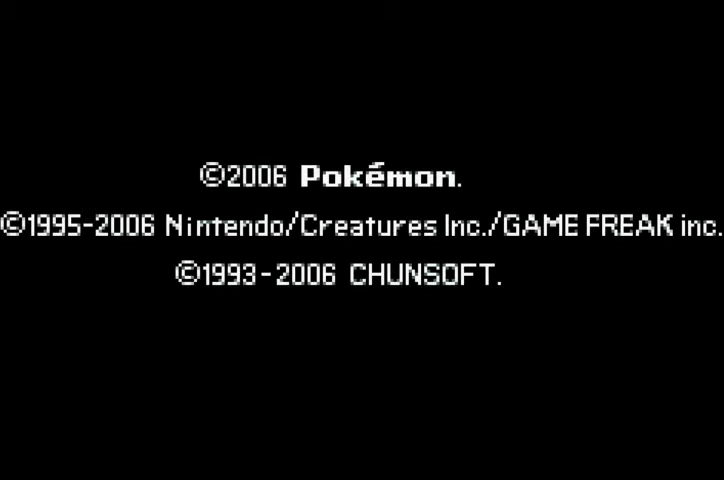 ©2006 Pokémon.
©1995-2006 Nintendo/Creatures Inc./GAME FREAK inc.
©1993-2006 CHUNSOFT.